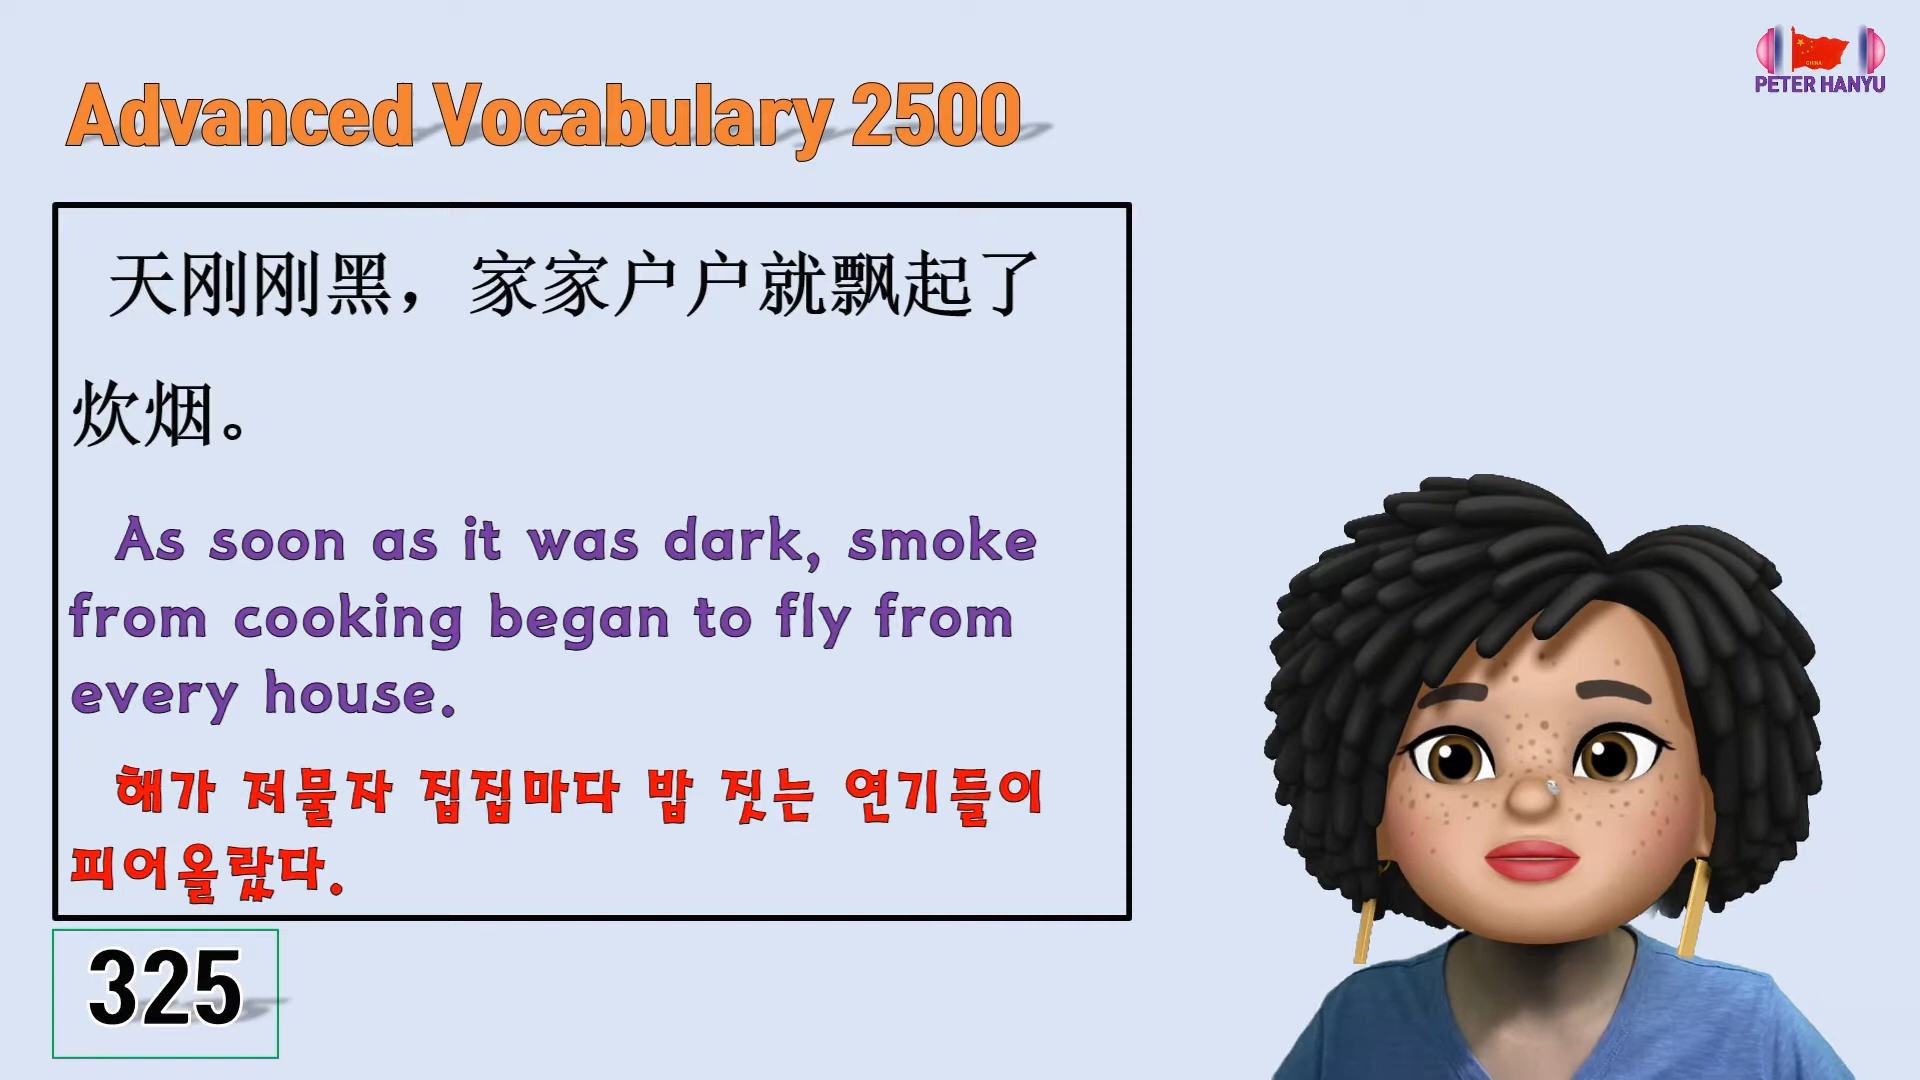 PETER HANYU
Advanced Vocabulary 2500
天刚刚黑，家家户户就飘起了
炊烟。
As soon as it was dark, smoke
from cooking began to fly from
every house.
해가 저물자 집집마다 밥 짓는 연기들이
피어올랐다.
325